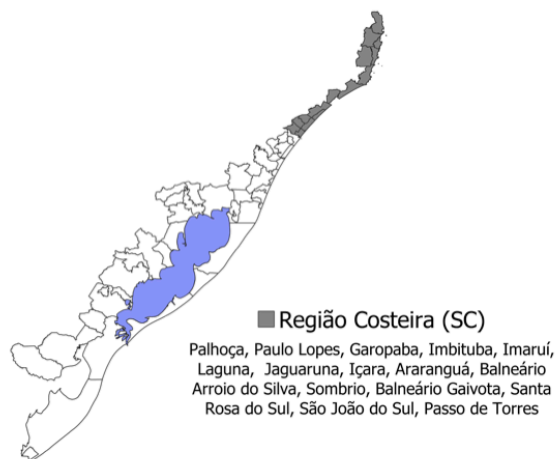 Região Costeira (SC)
Palhoça, Paulo Lopes, Garopaba, Imbituba, Imaruí,
Laguna, Jaguaruna, Içara, Araranguá, Balneário
Arroio do Silva, Sombrio, Balneário Gaivota, Santa
Rosa do Sul, São João do Sul, Passo de Torres